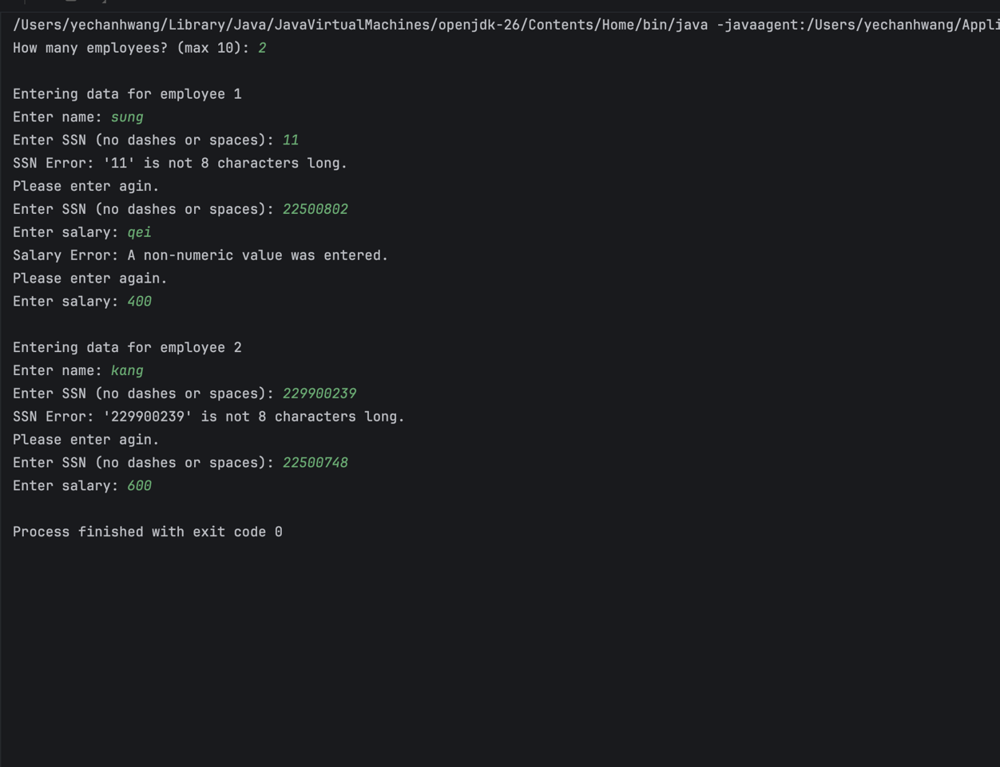 /Users/yechanhwang/Library/Java/JavaVirtualMachines/openjdk-26/Contents/Home/bin/java -javaagent:/Users/yechanhwang/Appli
How many employees? (max 10): 2
Entering data for employee 1
Enter name: sung
Enter SSN (no dashes or spaces): 11
SSN Error: '11' is not 8 characters long.
Please enter agin.
Enter SSN (no dashes or spaces): 22500802
Enter salary: qei
Salary Error: A non-numeric value was entered.
Please enter again.
Enter salary: 400
Entering data for employee 2
Enter name: kang
Enter SSN (no dashes or spaces): 229900239
SSN Error: '229900239' is not 8 characters long.
Please enter agin.
Enter SSN (no dashes or spaces): 22500748
Enter salary: 600
Process finished with exit code 0